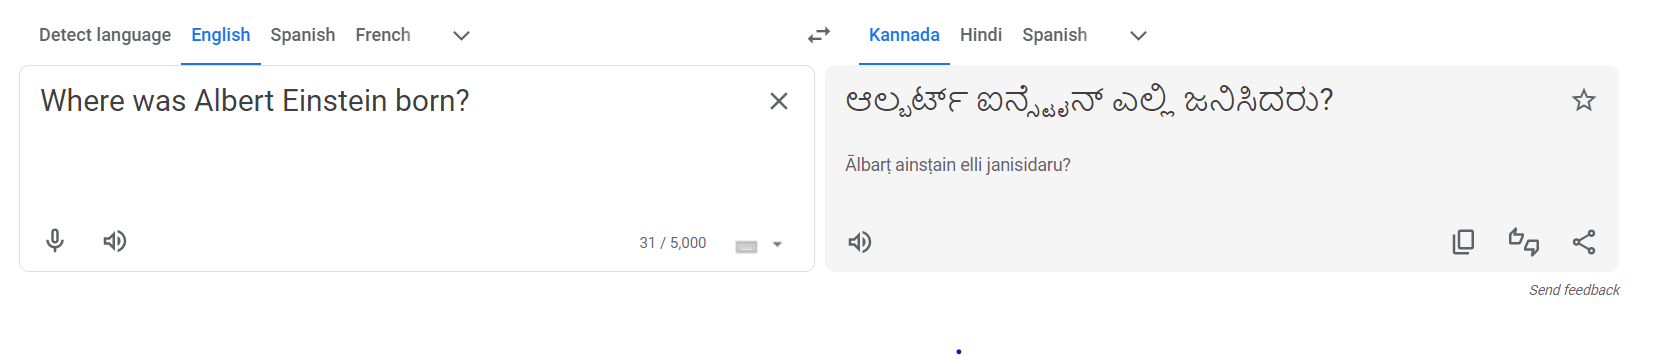 Detect language English Spanish French
Kannada Hindi Spanish
Where was Albert Einstein born?
31 / 5,000
ಆಲ್ಬರ್ಟ್ ಐನ್ಸ್ಟೈನ್ ಎಲ್ಲಿ ಜನಿಸಿದರು?
Ālbarṭ ainsṭain elli janisidaru?
Send feedback